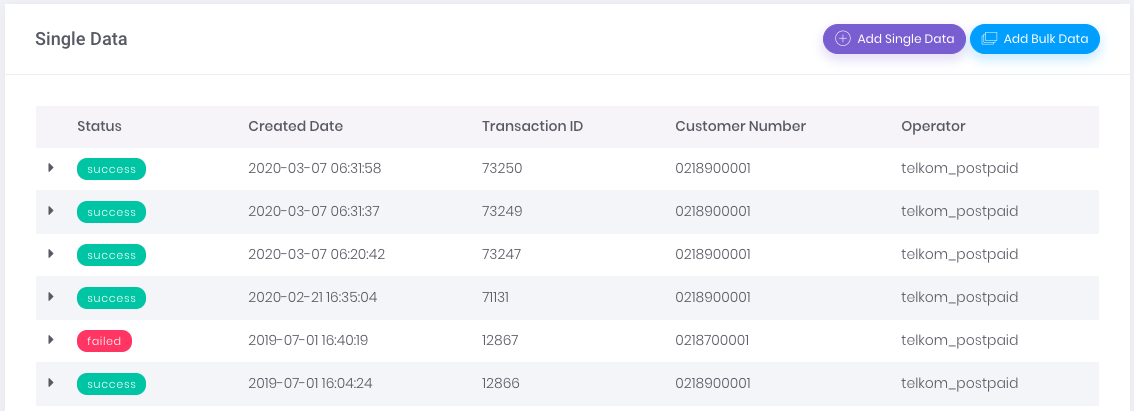 Single Data Add Single Data Add Bulk Data
Status Created Date Transaction ID Customer Number Operator
success 2020-03-07 06:31:58 73250 0218900001 telkom_postpaid
success 2020-03-07 06:31:37 73249 0218900001 telkom_postpaid
success 2020-03-07 06:20:42 73247 0218900001 telkom_postpaid
success 2020-02-21 16:35:04 71131 0218900001 telkom_postpaid
failed 2019-07-01 16:40:19 12867 0218700001 telkom_postpaid
success 2019-07-01 16:04:24 12866 0218900001 telkom_postpaid